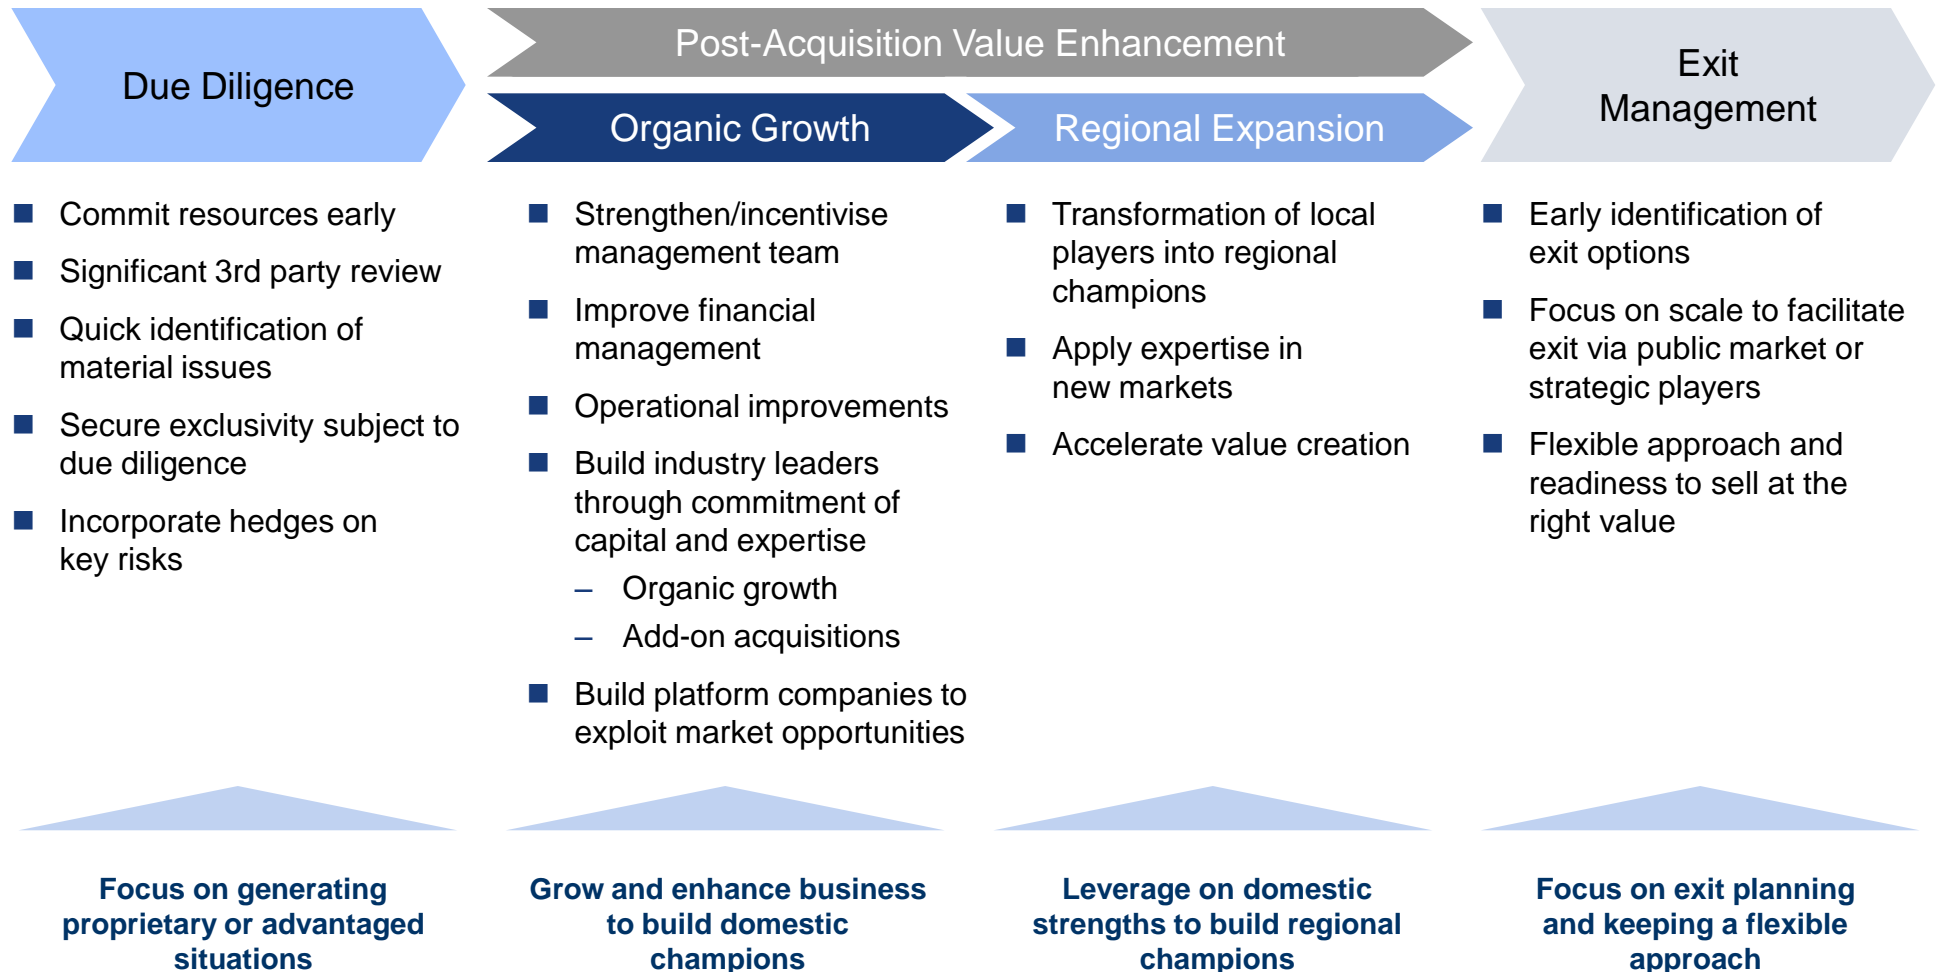 Due Diligence
Post-Acquisition Value Enhancement
Organic Growth
Regional Expansion
Exit
Management
■ Commit resources early
■ Significant 3rd party review
■ Quick identification of
material issues
■ Secure exclusivity subject to
due diligence
■ Incorporate hedges on
key risks
■ Strengthen/incentivise
management team
■ Improve financial
management
■ Operational improvements
■ Build industry leaders
through commitment of
capital and expertise
– Organic growth
– Add-on acquisitions
■ Build platform companies to
exploit market opportunities
■ Transformation of local
players into regional
champions
■ Apply expertise in
new markets
■ Accelerate value creation
■ Early identification of
exit options
■ Focus on scale to facilitate
exit via public market or
strategic players
■ Flexible approach and
readiness to sell at the
right value
Focus on generating
proprietary or advantaged
situations
Grow and enhance business
to build domestic
champions
Leverage on domestic
strengths to build regional
champions
Focus on exit planning
and keeping a flexible
approach